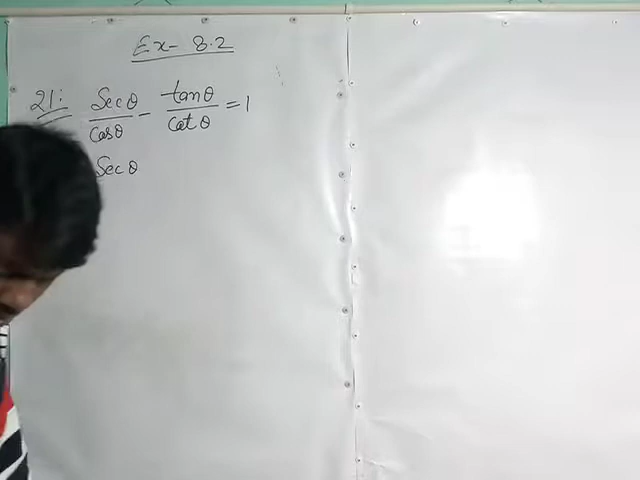 Ex- 8.2
21: Secθ/cosθ - tanθ/cotθ = 1
Secθ